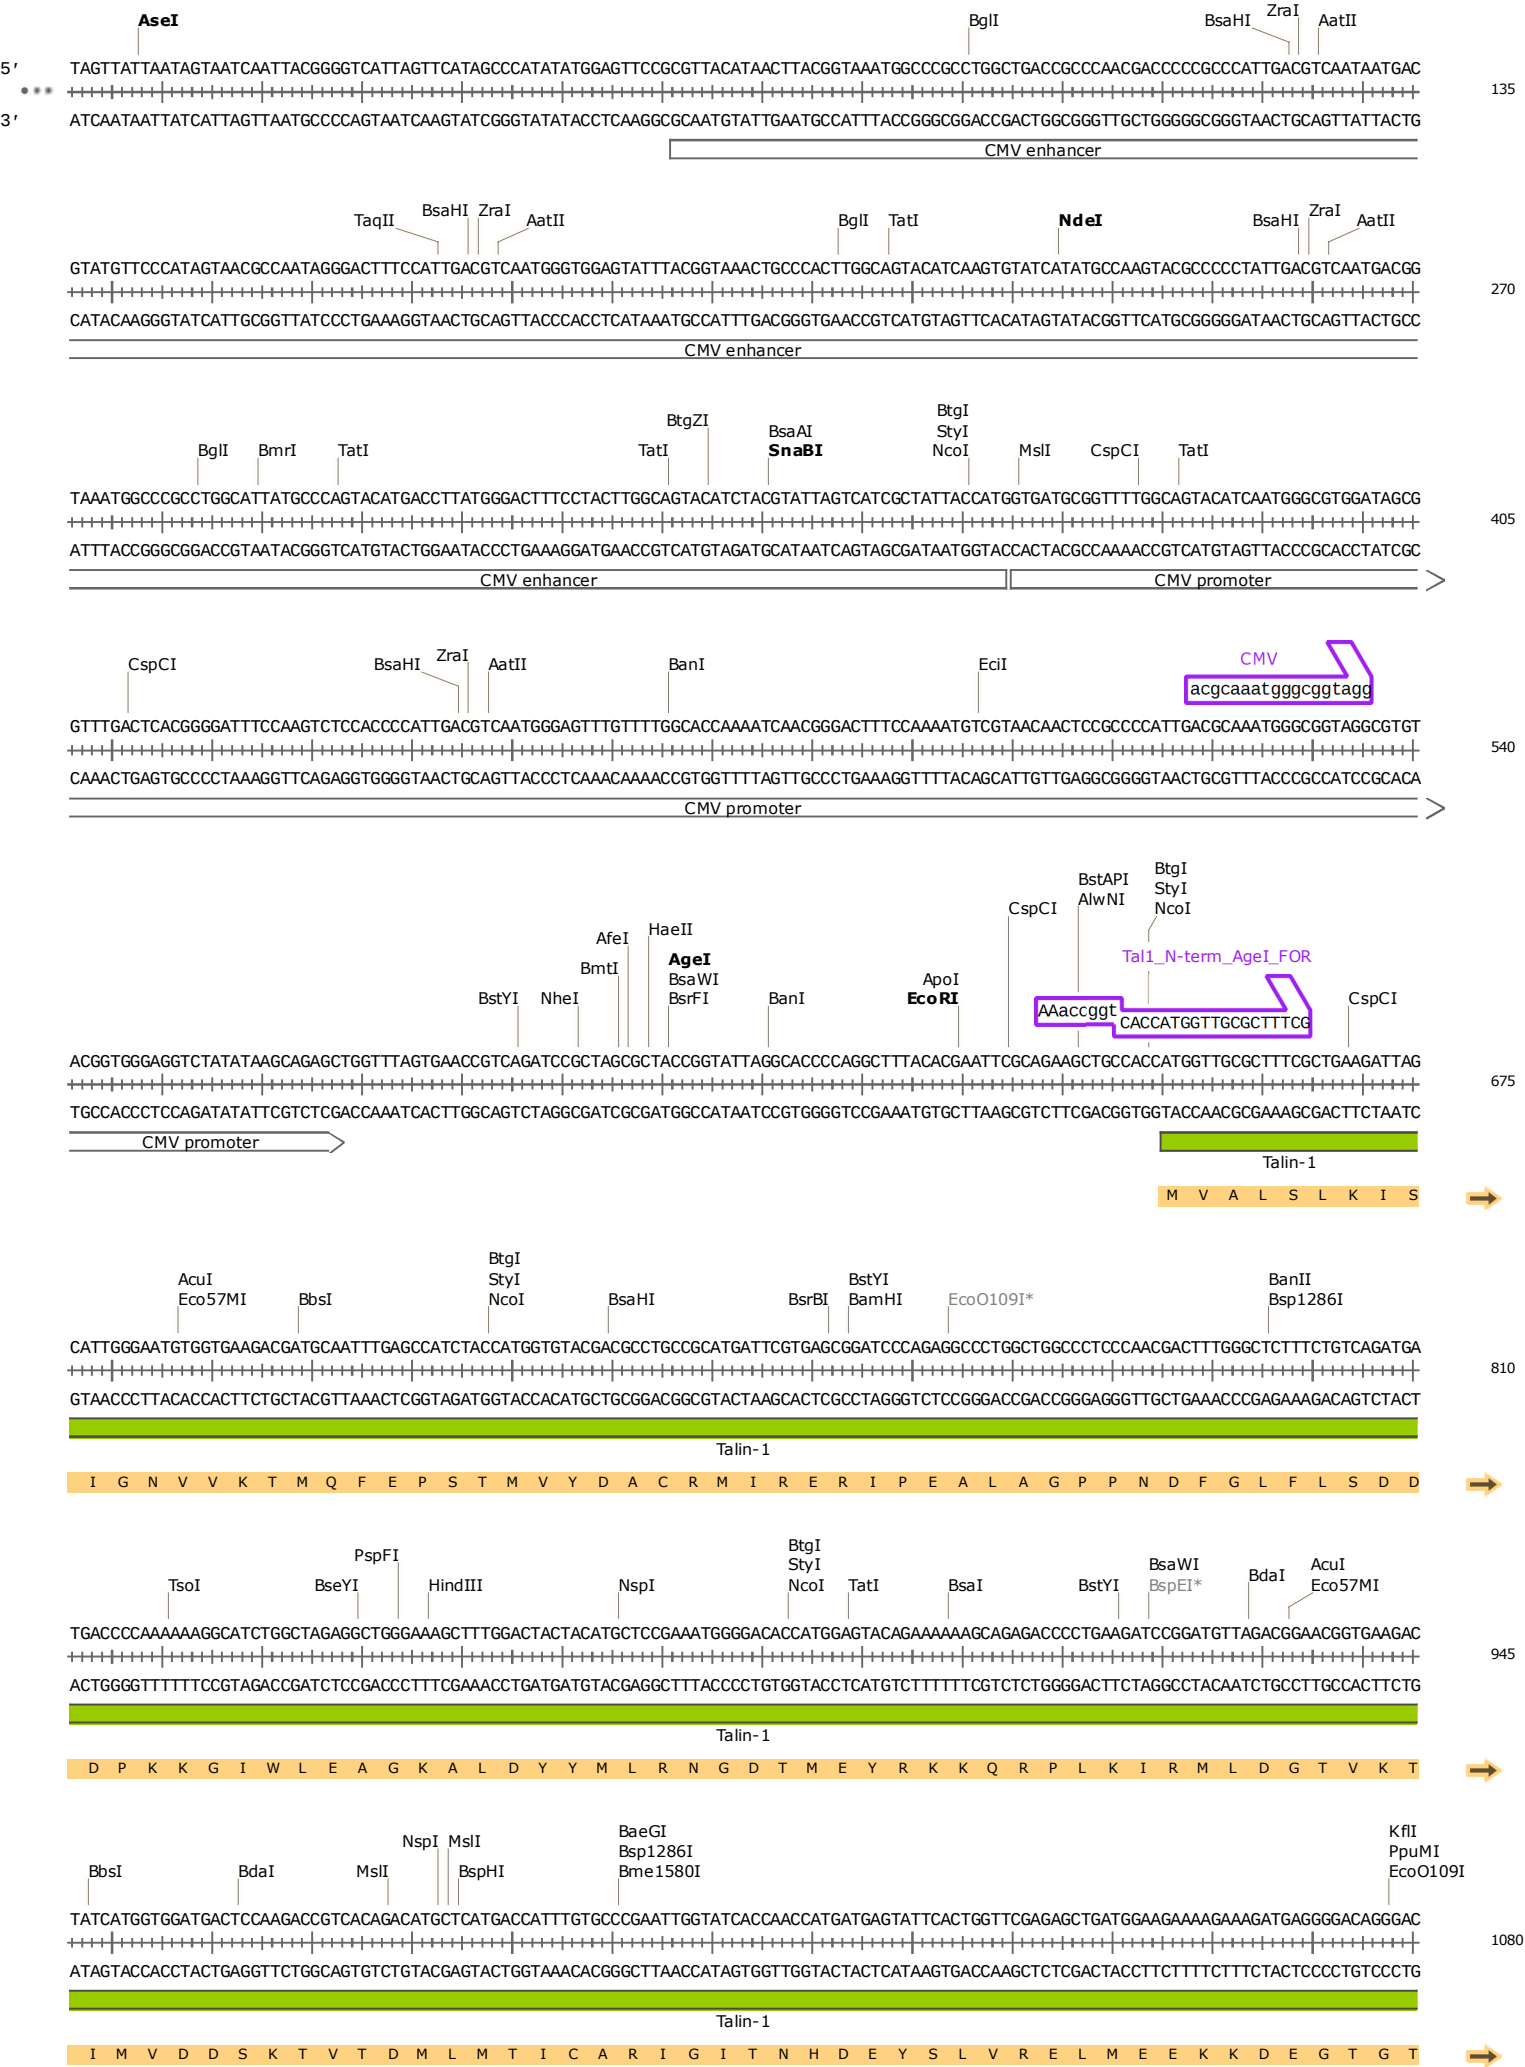 AseI BglI BsaHI ZraI AatII
5′ TAGTTATTAATAGTAATCAATTACGGGGTCATTAGTTCATAGCCCATATATGGAGTTCCGCGTTACATAACTTACGGTAAATGGCCCGCCTGGCTGACCGCCCAACGACCCCCGCCCATTGACGTCAATAATGAC
135
3′ ATCAATAATTATCATTAGTTAATGCCCCAGTAATCAAGTATCGGGTATATACCTCAAGGCGCAATGTATTGAATGCCATTTACCGGGCGGACCGACTGGCGGGTTGCTGGGGGCGGGTAACTGCAGTTATTACTG
CMV enhancer
TaqII BsaHI ZraI AatII BglI TatI NdeI BsaHI ZraI AatII
GTATGTTCCCATAGTAACGCCAATAGGGACTTTCCATTGACGTCAATGGGTGGAGTATTTACGGTAAACTGCCCACTTGGCAGTACATCAAGTGTATCATATGCCAAGTACGCCCCCTATTGACGTCAATGACGG
270
CATACAAGGGTATCATTGCGGTTATCCCTGAAAGGTAACTGCAGTTACCCACCTCATAAATGCCATTTGACGGGTGAACCGTCATGTAGTTCACATAGTATACGGTTCATGCGGGGGATAACTGCAGTTACTGCC
CMV enhancer
BtgI
BtgZI BsaAI StyI
BglI BmrI TatI TatI SnaBI NcoI MslI CspCI TatI
TAAATGGCCCGCCTGGCATTATGCCCAGTACATGACCTTATGGGACTTTCCTACTTGGCAGTACATCTACGTATTAGTCATCGCTATTACCATGGTGATGCGGTTTTGGCAGTACATCAATGGGCGTGGATAGCG
405
ATTTACCGGGCGGACCGTAATACGGGTCATGTACTGGAATACCCTGAAAGGATGAACCGTCATGTAGATGCATAATCAGTAGCGATAATGGTACCACTACGCCAAAACCGTCATGTAGTTACCCGCACCTATCGC
CMV enhancer CMV promoter
CspCI BsaHI ZraI AatII BanI EciI CMV
acgcaaatgggcggtagg
GTTTGACTCACGGGGATTTCCAAGTCTCCACCCCATTGACGTCAATGGGAGTTTGTTTTGGCACCAAAATCAACGGGACTTTCCAAAATGTCGTAACAACTCCGCCCCATTGACGCAAATGGGCGGTAGGCGTGT
540
CAAACTGAGTGCCCCTAAAGGTTCAGAGGTGGGGTAACTGCAGTTACCCTCAAACAAAACCGTGGTTTTAGTTGCCCTGAAAGGTTTTACAGCATTGTTGAGGCGGGGTAACTGCGTTTACCCGCCATCCGCACA
CMV promoter
BtgI
BstAPI StyI
CspCI AlwNI NcoI
AfeI HaeII
BmtI AgeI Tal1_N-term_AgeI_FOR
BsaWI ApoI
BstYI NheI BsrFI BanI EcoRI CspCI
AAaccggt CACCATGGTTGCGCTTTCG
ACGGTGGGAGGTCTATATAAGCAGAGCTGGTTTAGTGAACCGTCAGATCCGCTAGCGCTACCGGTATTAGGCACCCCAGGCTTTACACGAATTCGCAGAAGCTGCCACCATGGTTGCGCTTTCGCTGAAGATTAG
675
TGCCACCCTCCAGATATATTCGTCTCGACCAAATCACTTGGCAGTCTAGGCGATCGCGATGGCCATAATCCGTGGGGTCCGAAATGTGCTTAAGCGTCTTCGACGGTGGTACCAACGCGAAAGCGACTTCTAATC
CMV promoter
Talin-1
M V A L S L K I S
BtgI
AcuI StyI BstYI BanII
Eco57MI BbsI NcoI BsaHI BsrBI BamHI EcoO109I* Bsp1286I
CATTGGGAATGTGGTGAAGACGATGCAATTTGAGCCATCTACCATGGTGTACGACGCCTGCCGCATGATTCGTGAGCGGATCCCAGAGGCCCTGGCTGGCCCTCCCAACGACTTTGGGCTCTTTCTGTCAGATGA
810
GTAACCCTTACACCACTTCTGCTACGTTAAACTCGGTAGATGGTACCACATGCTGCGGACGGCGTACTAAGCACTCGCCTAGGGTCTCCGGGACCGACCGGGAGGGTTGCTGAAACCCGAGAAAGACAGTCTACT
Talin-1
I G N V V K T M Q F E P S T M V Y D A C R M I R E R I P E A L A G P P N D F G L F L S D D
BtgI
PspFI StyI BsaWI AcuI
TsoI BseYI HindIII NspI NcoI TatI BsaI BstYI BspEI* BdaI Eco57MI
TGACCCCAAAAAAGGCATCTGGCTAGAGGCTGGGAAAGCTTTGGACTACTACATGCTCCGAAATGGGGACACCATGGAGTACAGAAAAAAGCAGAGACCCCTGAAGATCCGGATGTTAGACGGAACGGTGAAGAC
945
ACTGGGGTTTTTTCCGTAGACCGATCTCCGACCCTTTCGAAACCTGATGATGTACGAGGCTTTACCCCTGTGGTACCTCATGTCTTTTTTCGTCTCTGGGGACTTCTAGGCCTACAATCTGCCTTGCCACTTCTG
Talin-1
D P K K G I W L E A G K A L D Y Y M L R N G D T M E Y R K K Q R P L K I R M L D G T V K T
BaeGI KflI
NspI MslI Bsp1286I PpuMI
BbsI BdaI MslI BspHI Bme1580I EcoO109I
TATCATGGTGGATGACTCCAAGACCGTCACAGACATGCTCATGACCATTTGTGCCCGAATTGGTATCACCAACCATGATGAGTATTCACTGGTTCGAGAGCTGATGGAAGAAAAGAAAGATGAGGGGACAGGGAC
1080
ATAGTACCACCTACTGAGGTTCTGGCAGTGTCTGTACGAGTACTGGTAAACACGGGCTTAACCATAGTGGTTGGTACTACTCATAAGTGACCAAGCTCTCGACTACCTTCTTTTCTTTCTACTCCCCTGTCCCTG
Talin-1
I M V D D S K T V T D M L M T I C A R I G I T N H D E Y S L V R E L M E E K K D E G T G T